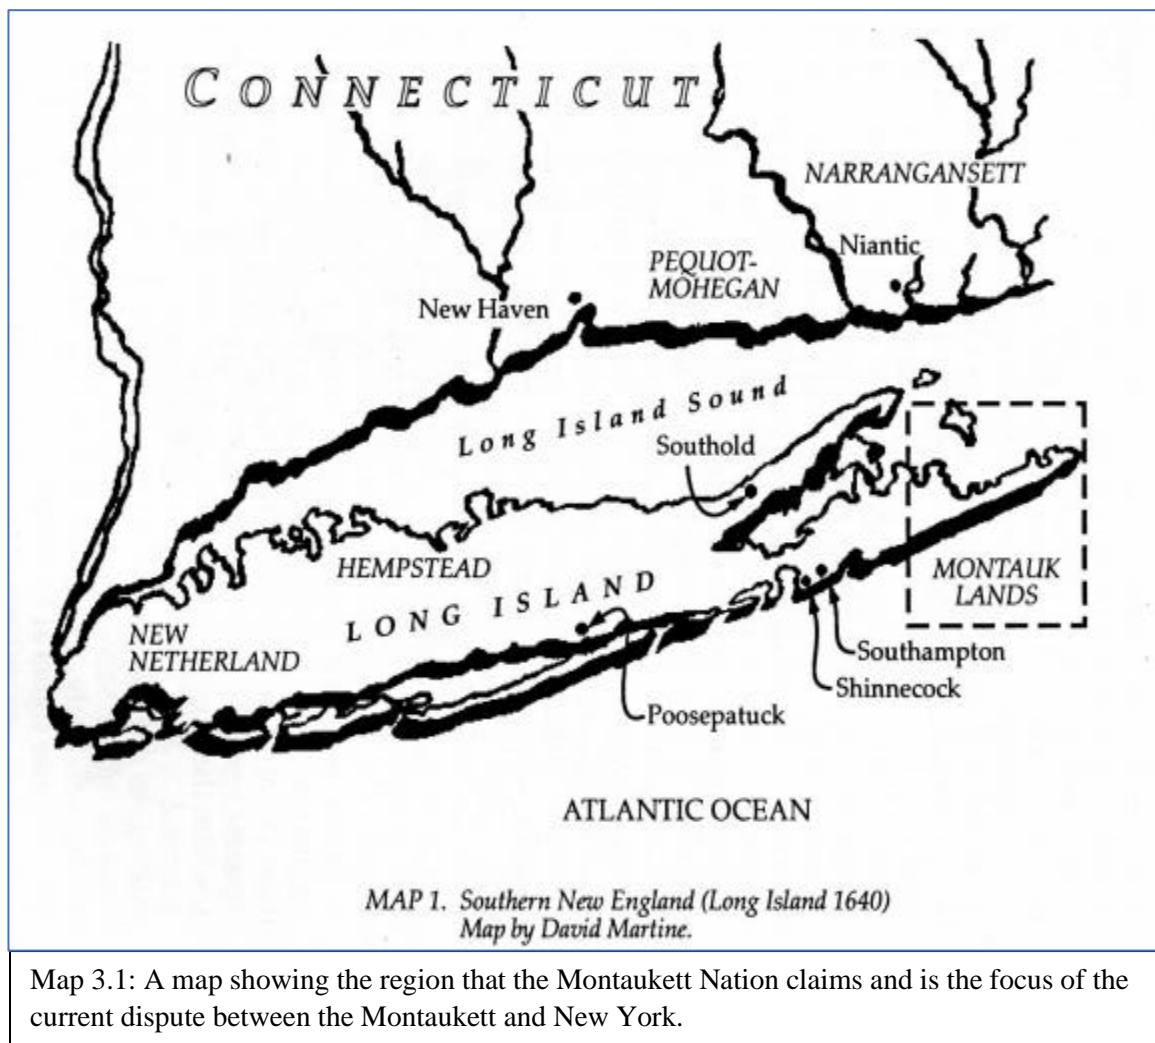 CONNECTICUT
NARRANGANSETT
Niantic
PEQUOT-
MOHEGAN
New Haven
Long Island Sound
Southold
HEMPSTEAD
LONG ISLAND
MONTAUK
LANDS
NEW
NETHERLAND
Southampton
Shinnecock
Poosepatuck
ATLANTIC OCEAN
MAP 1. Southern New England (Long Island 1640)
Map by David Martine.
Map 3.1: A map showing the region that the Montaukett Nation claims and is the focus of the
current dispute between the Montaukett and New York.